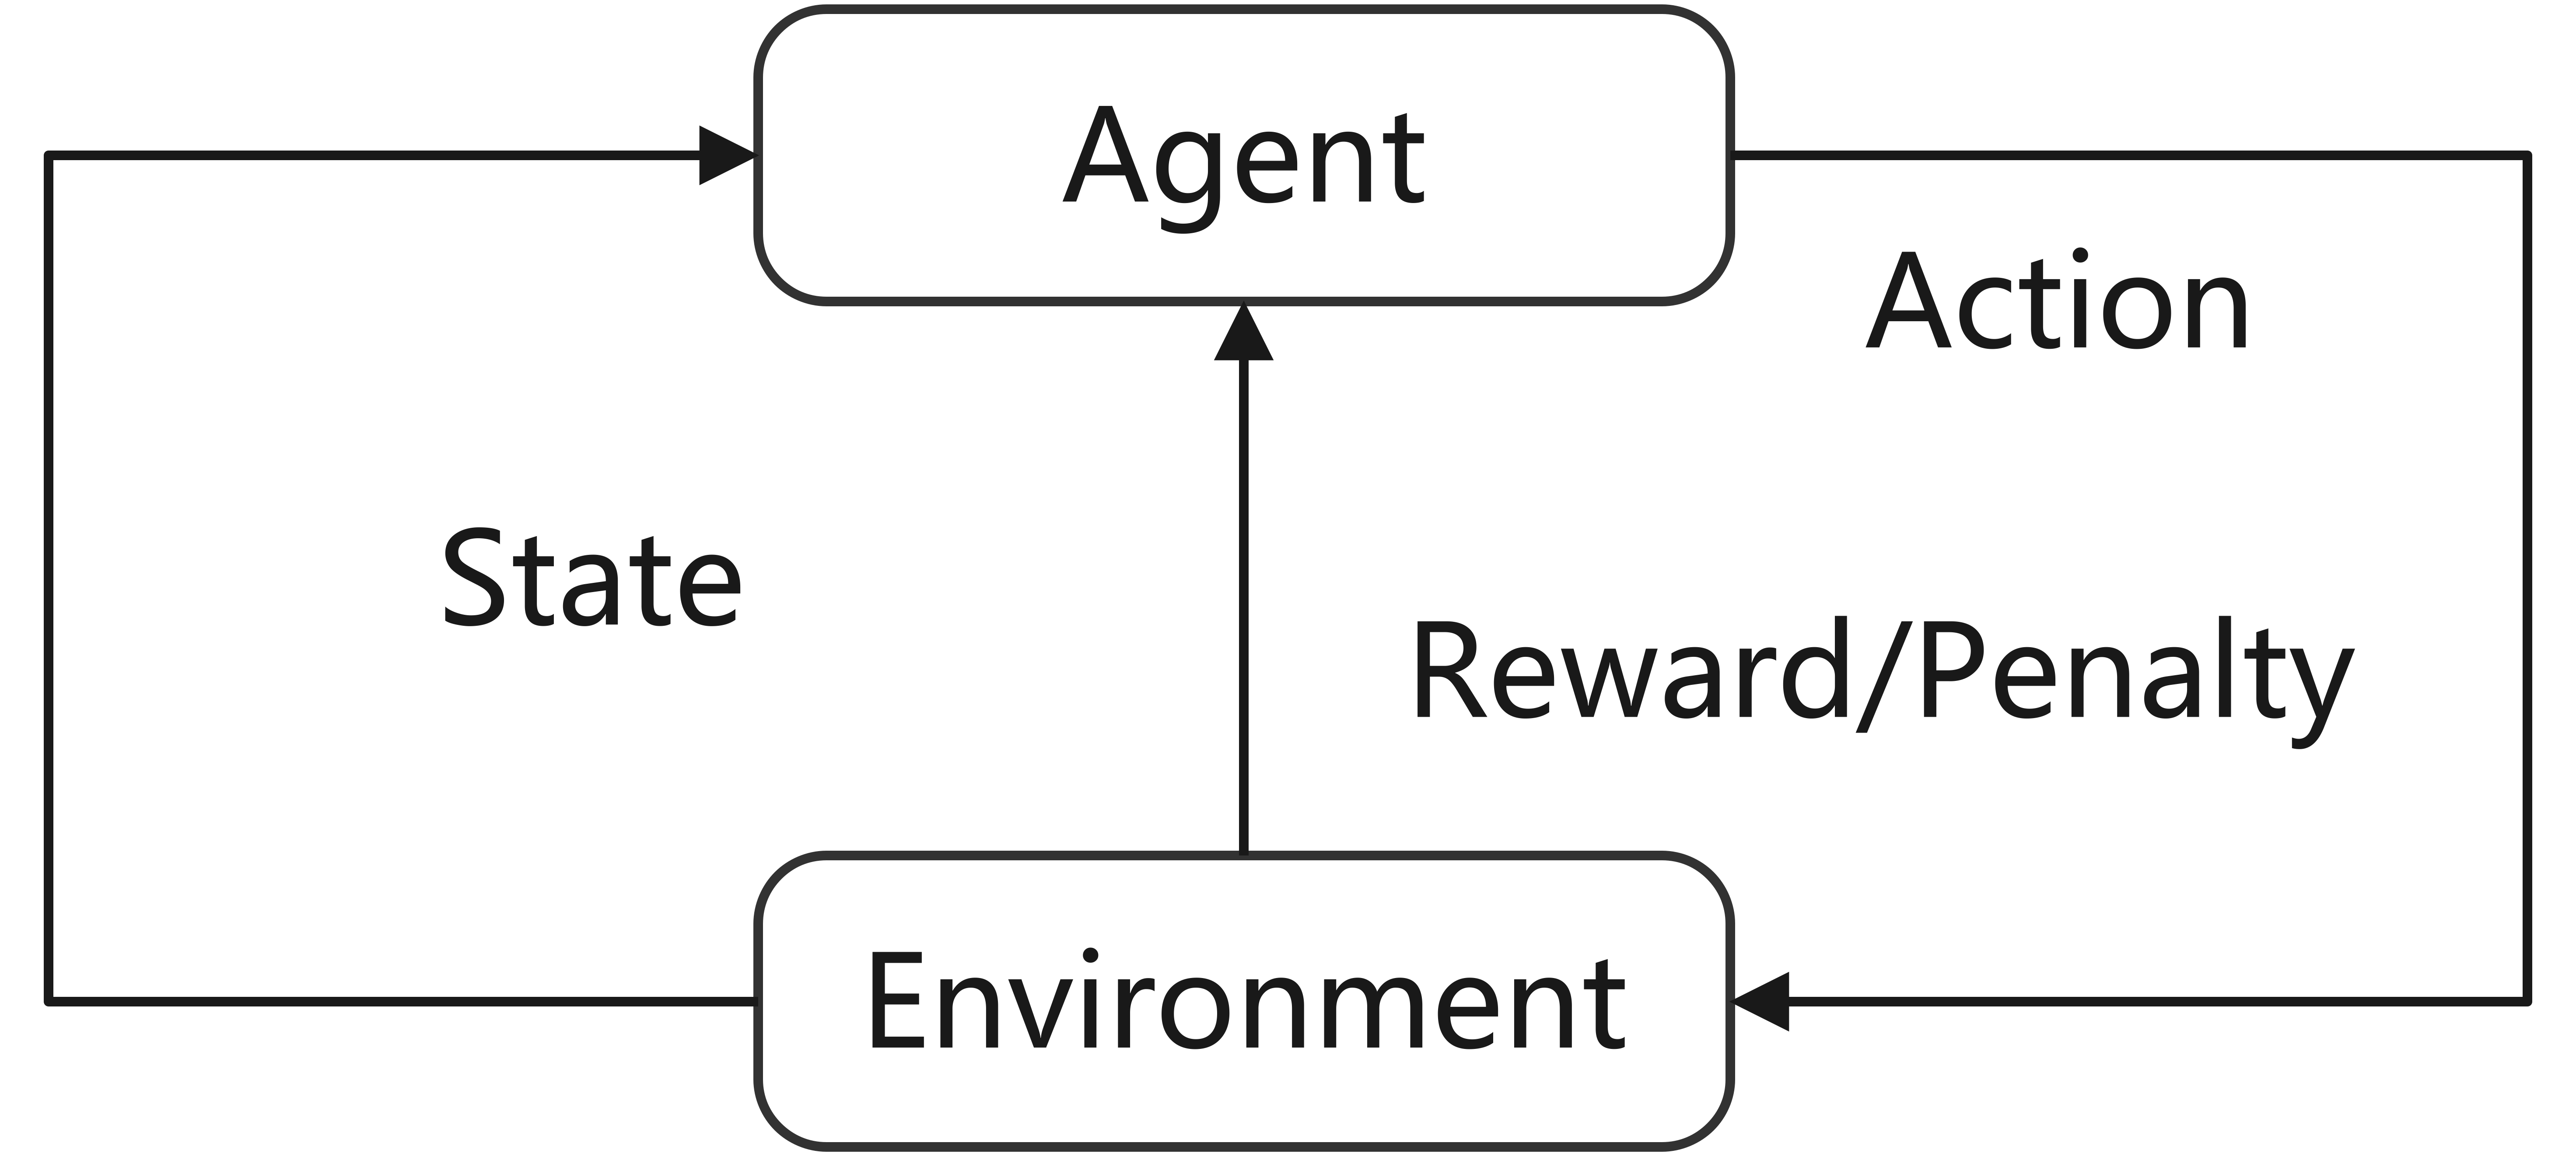 Agent
Action
State
Reward/Penalty
Environment